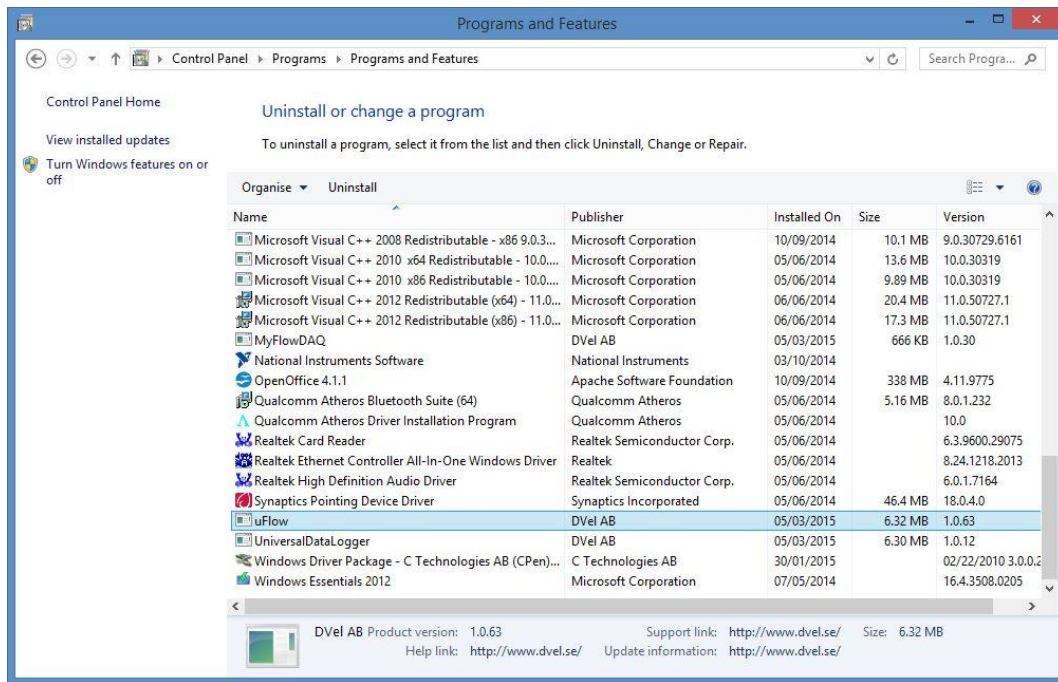 Programs and Features
Control Panel Programs Programs and Features
Search Progra...
Control Panel Home
View installed updates
Turn Windows features on or
off
Uninstall or change a program
To uninstall a program, select it from the list and then click Uninstall, Change or Repair.
Organise Uninstall
Name Publisher Installed On Size Version
Microsoft Visual C++ 2008 Redistributable - x86 9.0.3... Microsoft Corporation 10/09/2014 10.1 MB 9.0.30729.6161
Microsoft Visual C++ 2010 x64 Redistributable - 10.0.... Microsoft Corporation 05/06/2014 13.6 MB 10.0.30319
Microsoft Visual C++ 2010 x86 Redistributable - 10.0.... Microsoft Corporation 05/06/2014 9.89 MB 10.0.30319
Microsoft Visual C++ 2012 Redistributable (x64) - 11.0... Microsoft Corporation 06/06/2014 20.4 MB 11.0.50727.1
Microsoft Visual C++ 2012 Redistributable (x86) - 11.0... Microsoft Corporation 06/06/2014 17.3 MB 11.0.50727.1
MyFlowDAQ DVel AB 05/03/2015 666 KB 1.0.30
National Instruments Software National Instruments 03/10/2014
OpenOffice 4.1.1 Apache Software Foundation 10/09/2014 338 MB 4.11.9775
Qualcomm Atheros Bluetooth Suite (64) Qualcomm Atheros 05/06/2014 5.16 MB 8.0.1.232
Qualcomm Atheros Driver Installation Program Qualcomm Atheros 05/06/2014 10.0
Realtek Card Reader Realtek Semiconductor Corp. 05/06/2014 6.3.9600.29075
Realtek Ethernet Controller All-In-One Windows Driver Realtek 05/06/2014 8.24.1218.2013
Realtek High Definition Audio Driver Realtek Semiconductor Corp. 05/06/2014 6.0.1.7164
Synaptics Pointing Device Driver Synaptics Incorporated 05/06/2014 46.4 MB 18.0.4.0
uFlow DVel AB 05/03/2015 6.32 MB 1.0.63
UniversalDataLogger DVel AB 05/03/2015 6.30 MB 1.0.12
Windows Driver Package - C Technologies AB (CPen)... C Technologies AB 30/01/2015 02/22/2010 3.0.0.2
Windows Essentials 2012 Microsoft Corporation 07/05/2014 16.4.3508.0205
DVel AB Product version: 1.0.63 Support link: http://www.dvel.se/ Size: 6.32 MB
Help link: http://www.dvel.se/ Update information: http://www.dvel.se/